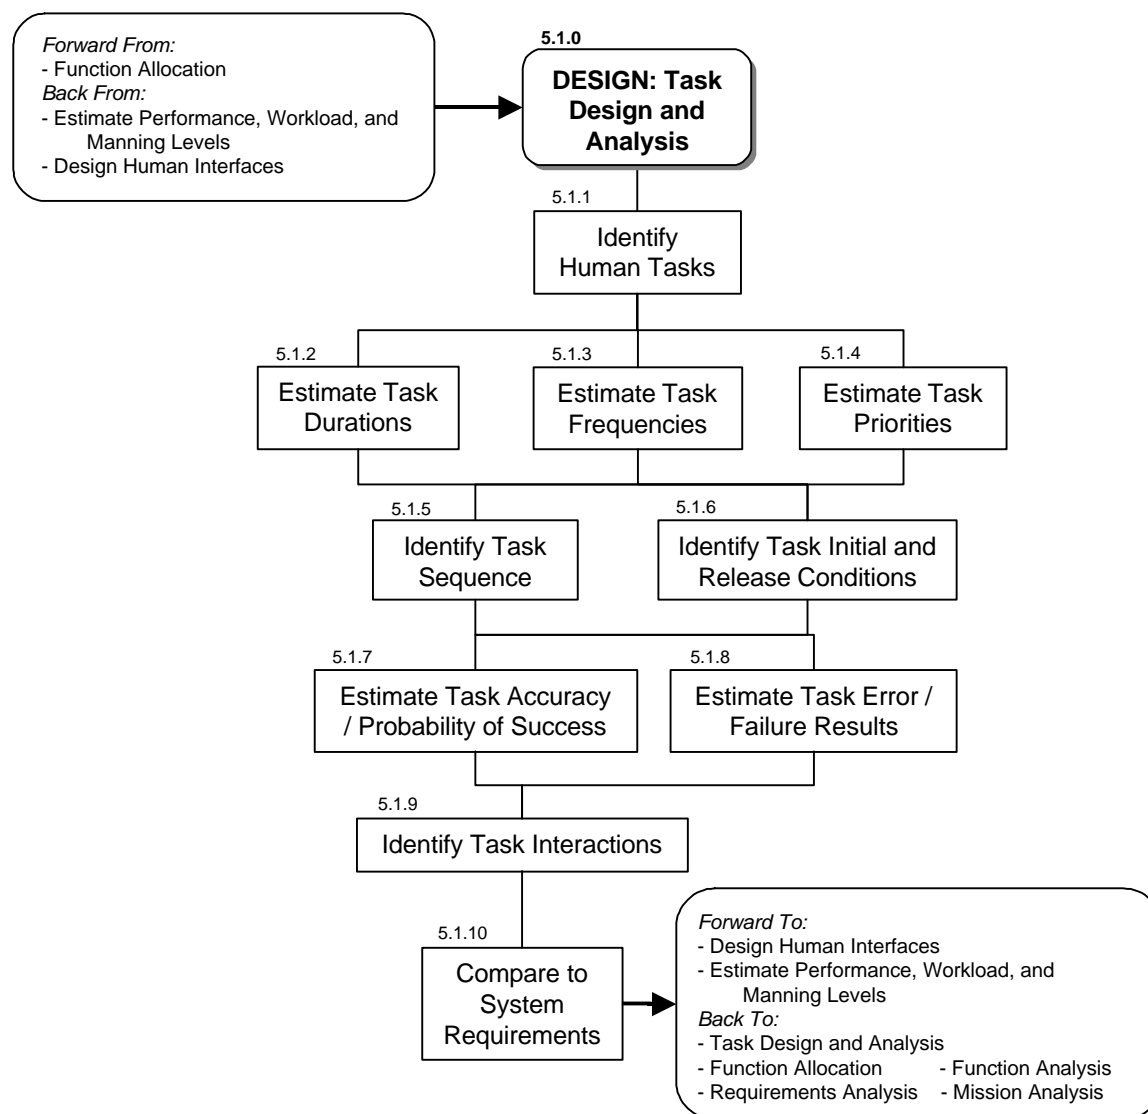 Forward From:
- Function Allocation
Back From:
- Estimate Performance, Workload, and
Manning Levels
- Design Human Interfaces
5.1.0
DESIGN: Task
Design and
Analysis
5.1.1
Identify
Human Tasks
5.1.2
Estimate Task
Durations
5.1.3
Estimate Task
Frequencies
5.1.4
Estimate Task
Priorities
5.1.5
Identify Task
Sequence
5.1.6
Identify Task Initial and
Release Conditions
5.1.7
Estimate Task Accuracy
/ Probability of Success
5.1.8
Estimate Task Error /
Failure Results
5.1.9
Identify Task Interactions
5.1.10
Compare to
System
Requirements
Forward To:
- Design Human Interfaces
- Estimate Performance, Workload, and
Manning Levels
Back To:
- Task Design and Analysis
- Function Allocation - Function Analysis
- Requirements Analysis - Mission Analysis